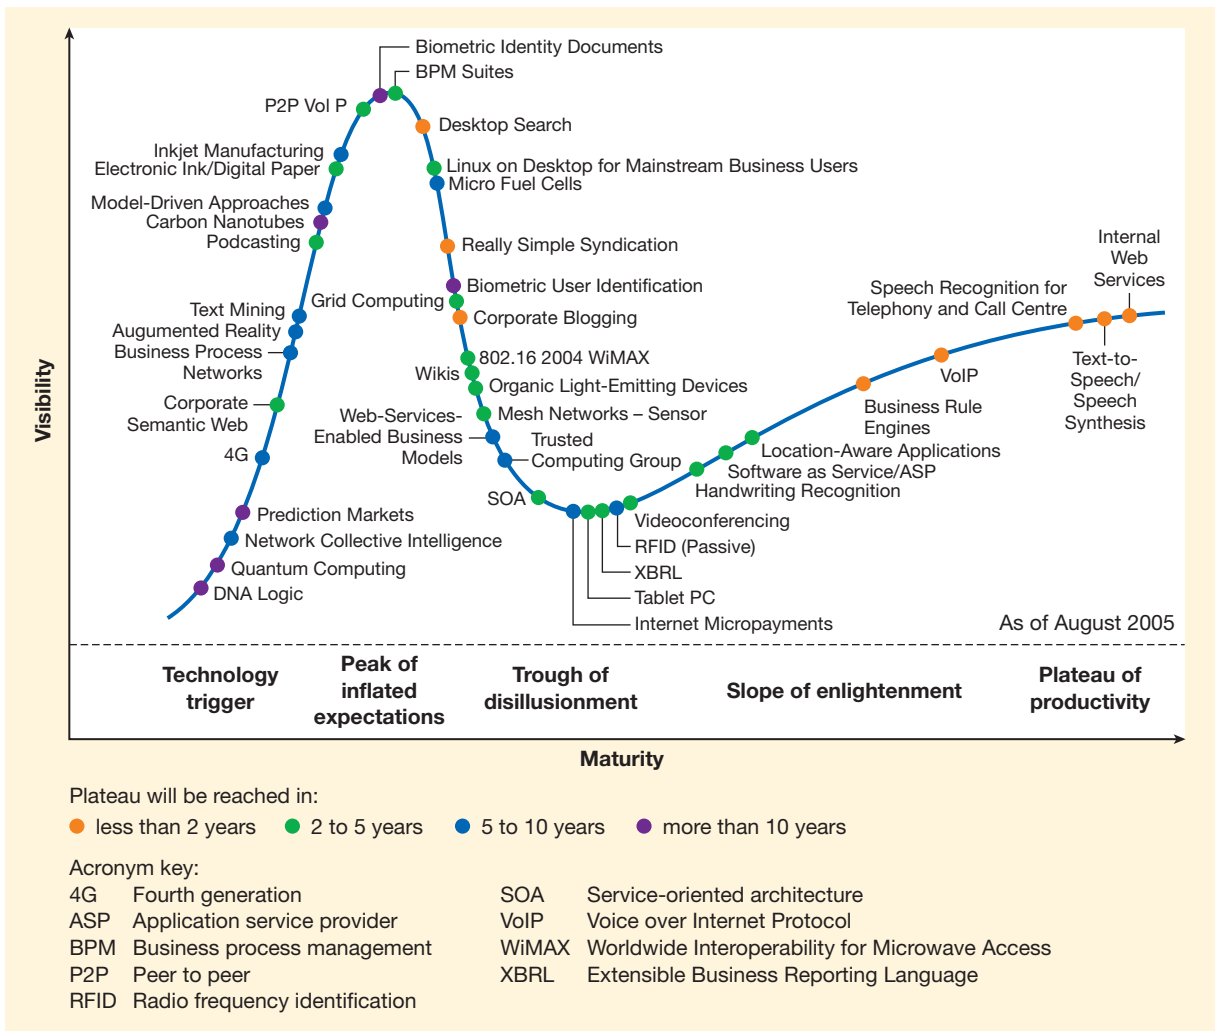 Biometric Identity Documents
BPM Suites
P2P Vol P
Desktop Search
Inkjet Manufacturing
Electronic Ink/Digital Paper
Linux on Desktop for Mainstream Business Users
Micro Fuel Cells
Model-Driven Approaches
Carbon Nanotubes
Podcasting
Really Simple Syndication
Biometric User Identification
Grid Computing
Corporate Blogging
Text Mining
Augumented Reality
Business Process
Networks
802.16 2004 WiMAX
Wikis
Organic Light-Emitting Devices
Corporate
Semantic Web
Mesh Networks – Sensor
Web-Services-
Enabled Business
Models
Trusted
Computing Group
4G
SOA
Prediction Markets
Network Collective Intelligence
Quantum Computing
DNA Logic
Internal
Web
Services
Speech Recognition for
Telephony and Call Centre
Text-to-
Speech/
Speech
Synthesis
VoIP
Business Rule
Engines
Location-Aware Applications
Software as Service/ASP
Handwriting Recognition
Videoconferencing
RFID (Passive)
XBRL
Tablet PC
Internet Micropayments
As of August 2005
Visibility
Technology
trigger
Peak of
inflated
expectations
Trough of
disillusionment
Slope of enlightenment
Plateau of
productivity
Maturity
Plateau will be reached in:
less than 2 years 2 to 5 years 5 to 10 years more than 10 years
Acronym key:
4G Fourth generation
ASP Application service provider
BPM Business process management
P2P Peer to peer
RFID Radio frequency identification
SOA Service-oriented architecture
VoIP Voice over Internet Protocol
WiMAX Worldwide Interoperability for Microwave Access
XBRL Extensible Business Reporting Language